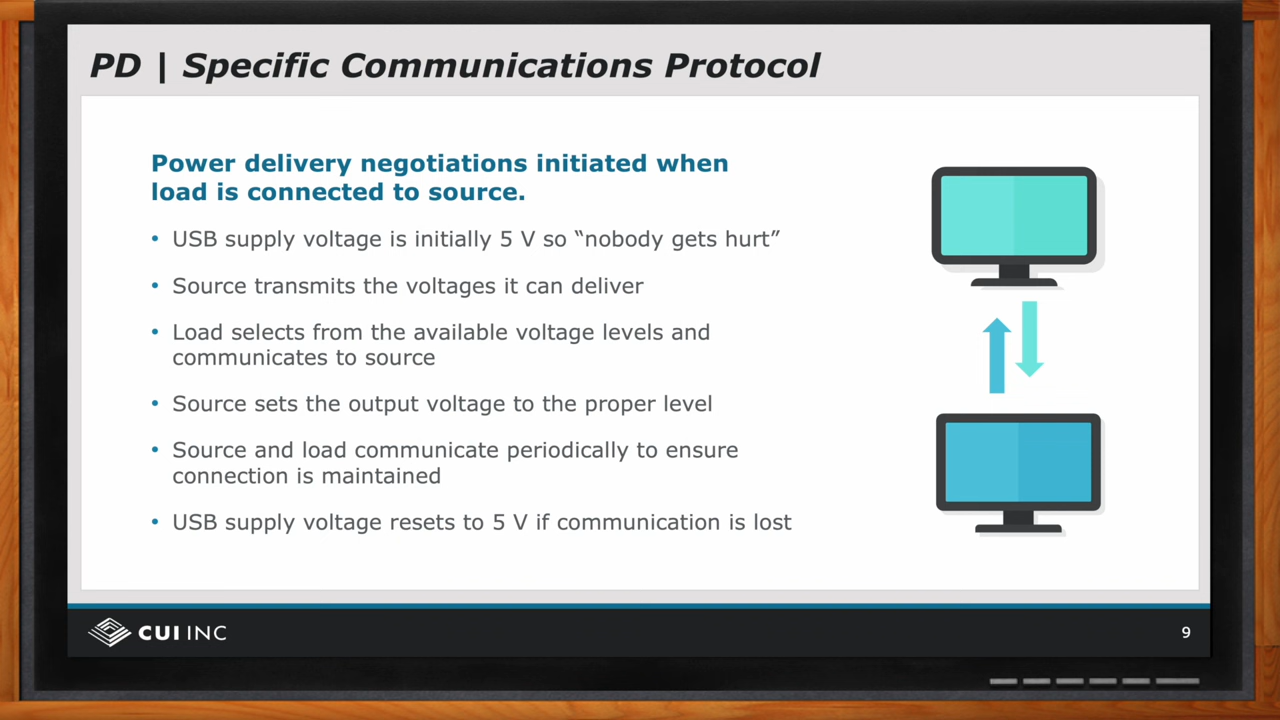 PD | Specific Communications Protocol
Power delivery negotiations initiated when
load is connected to source.
• USB supply voltage is initially 5 V so “nobody gets hurt”
• Source transmits the voltages it can deliver
• Load selects from the available voltage levels and
communicates to source
• Source sets the output voltage to the proper level
• Source and load communicate periodically to ensure
connection is maintained
• USB supply voltage resets to 5 V if communication is lost
CUI INC
9